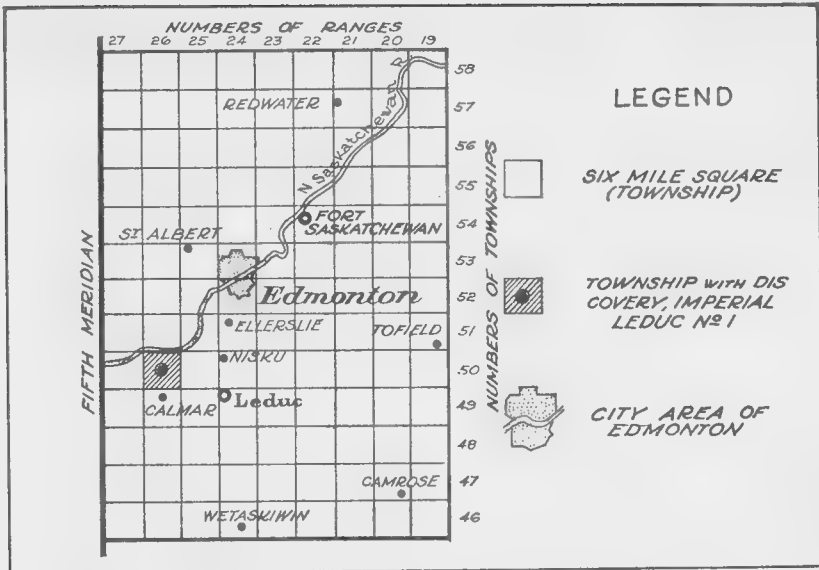 NUMBERS OF RANGES
27 26 25 24 23 22 21 20 19
58
57
56
55
54
53
52
51
50
49
48
47
46
NUMBERS OF TOWNSHIPS
FIFTH MERIDIAN
REDWATER
N Saskatchewan R
FORT
SASKATCHEWAN
ST ALBERT
Edmonton
ELLERSLIE
TOFIELD
NISKU
Leduc
CALMAR
CAMROSE
WETASKIWIN
LEGEND
SIX MILE SQUARE
(TOWNSHIP)
TOWNSHIP WITH DIS
COVERY, IMPERIAL
LEDUC Nº 1
CITY AREA OF
EDMONTON